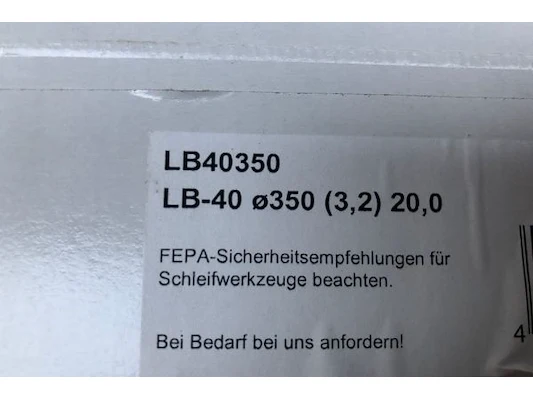 LB40350
LB-40 ø350 (3,2) 20,0
FEPA-Sicherheitsempfehlungen für
Schleifwerkzeuge beachten.
4
Bei Bedarf bei uns anfordern!